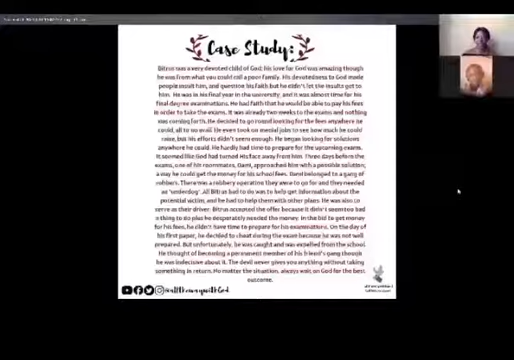 Case Study:
Bitrus was a very devoted child of God; his love for God was amazing though
he was from what you could call a poor family. His devotedness to God made
people insult him, and question his faith but he didn't let the insults get to
him. He was in his final year in the university, and it was almost time for his
final degree examinations. He had faith that he would be able to pay his fees
in order to take the exams. It was already two weeks to the exams and nothing
was coming forth. He decided to go round looking for the fees anywhere he
could, all to no avail. He even took on menial jobs to see how much he could
raise, but his efforts didn't seem enough. He began looking for solutions
anywhere he could. He hardly had time to prepare for the upcoming exams.
It seemed like God had turned His face away from him. Three days before the
exams, one of his roommates, Dami, approached him with a possible solution;
a way he could get the money for his school fees. Dami belonged to a gang of
robbers. There was a robbery operation they were to go for and they needed
an "underdog". All Bitrus had to do was to help get information about the
potential victim, and he had to help them with other plans. He was also to
serve as their driver. Bitrus accepted the offer because it didn't seem too bad
a thing to do plus he desperately needed the money. In the bid to get money
for his fees, he didn't have time to prepare for his examinations. On the day of
his first paper, he decided to cheat during the exam because he was not well
prepared. But unfortunately, he was caught and was expelled from the school.
He thought of becoming a permanent member of his friend's gang though
he was indecisive about it. The devil never gives you anything without taking
something in return. No matter the situation, always wait on God for the best
outcome.
@allthewaywithGod